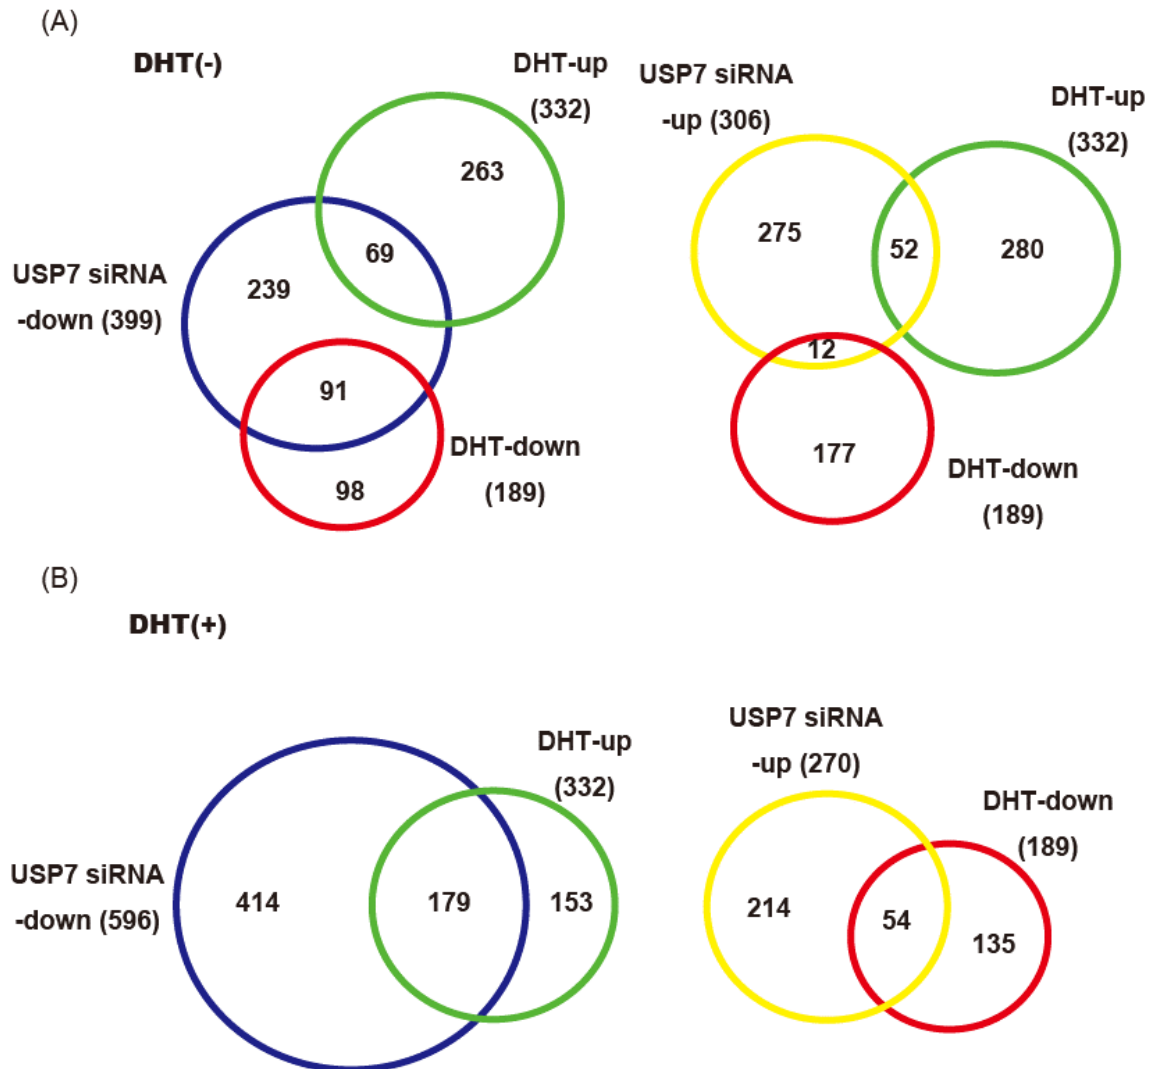 (A)
DHT(-)
DHT-up
(332)
263
69
239
USP7 siRNA
-down (399)
91
98
DHT-down
(189)
USP7 siRNA
-up (306)
DHT-up
(332)
275
52
280
12
177
DHT-down
(189)
(B)
DHT(+)
DHT-up
(332)
USP7 siRNA
-down (596)
414
179
153
USP7 siRNA
-up (270)
DHT-down
(189)
214
54
135